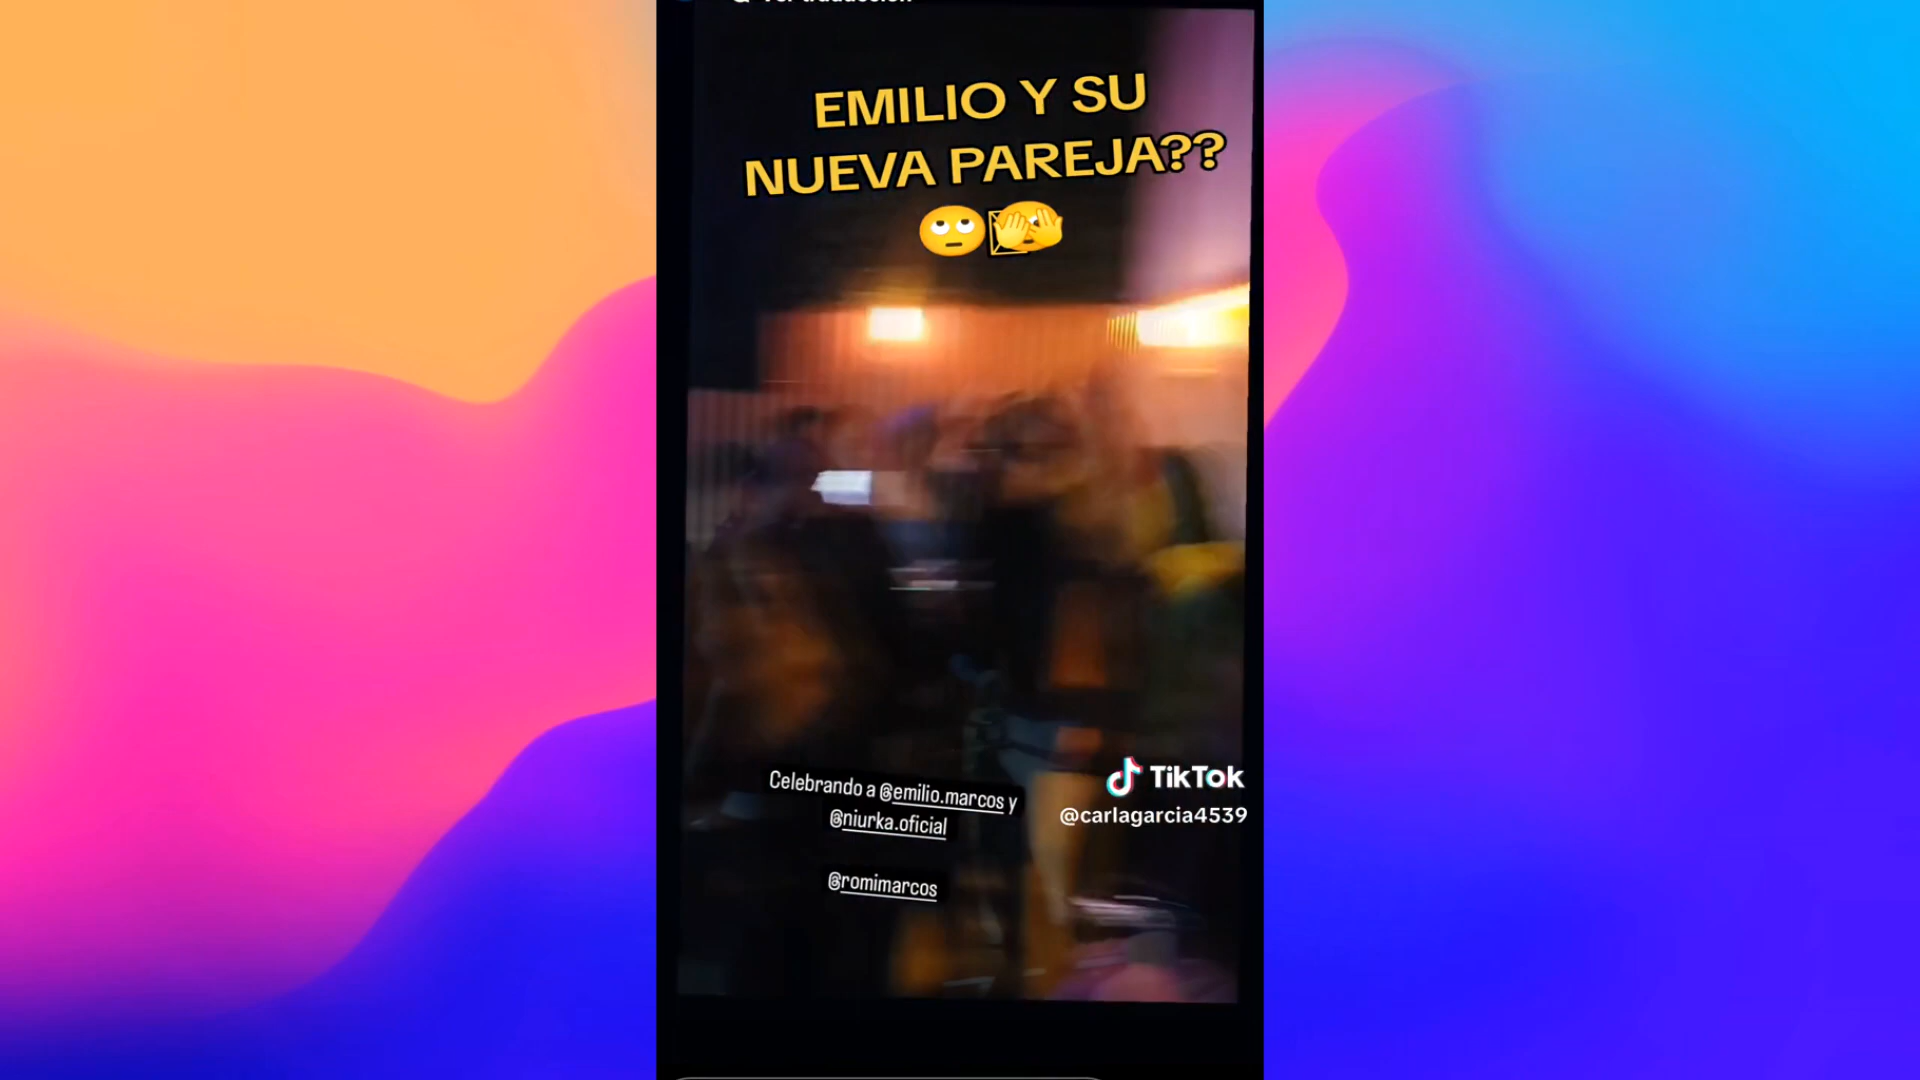 EMILIO Y SU
NUEVA PAREJA??
Celebrando a @emilio.marcos y
@niurka.oficial
@romimarcos
TikTok
@carlagarcia4539